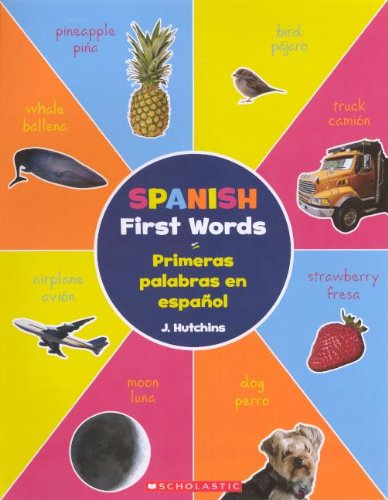 pineapple
piña
bird
pájaro
whale
ballena
truck
camión
SPANISH
First Words
Primeras
palabras en
español
J. Hutchins
airplane
avión
strawberry
fresa
moon
luna
dog
perro
SCHOLASTIC